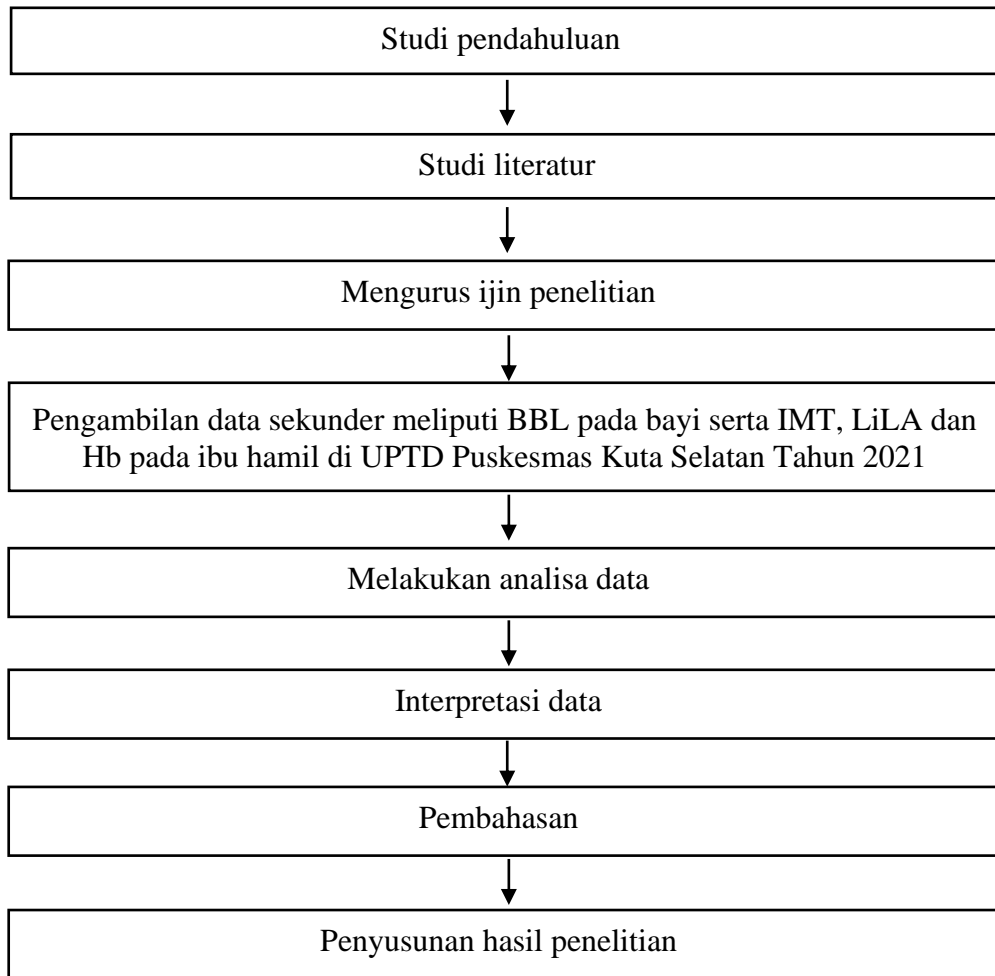 Studi pendahuluan
Studi literatur
Mengurus ijin penelitian
Pengambilan data sekunder meliputi BBL pada bayi serta IMT, LiLA dan
Hb pada ibu hamil di UPTD Puskesmas Kuta Selatan Tahun 2021
Melakukan analisa data
Interpretasi data
Pembahasan
Penyusunan hasil penelitian